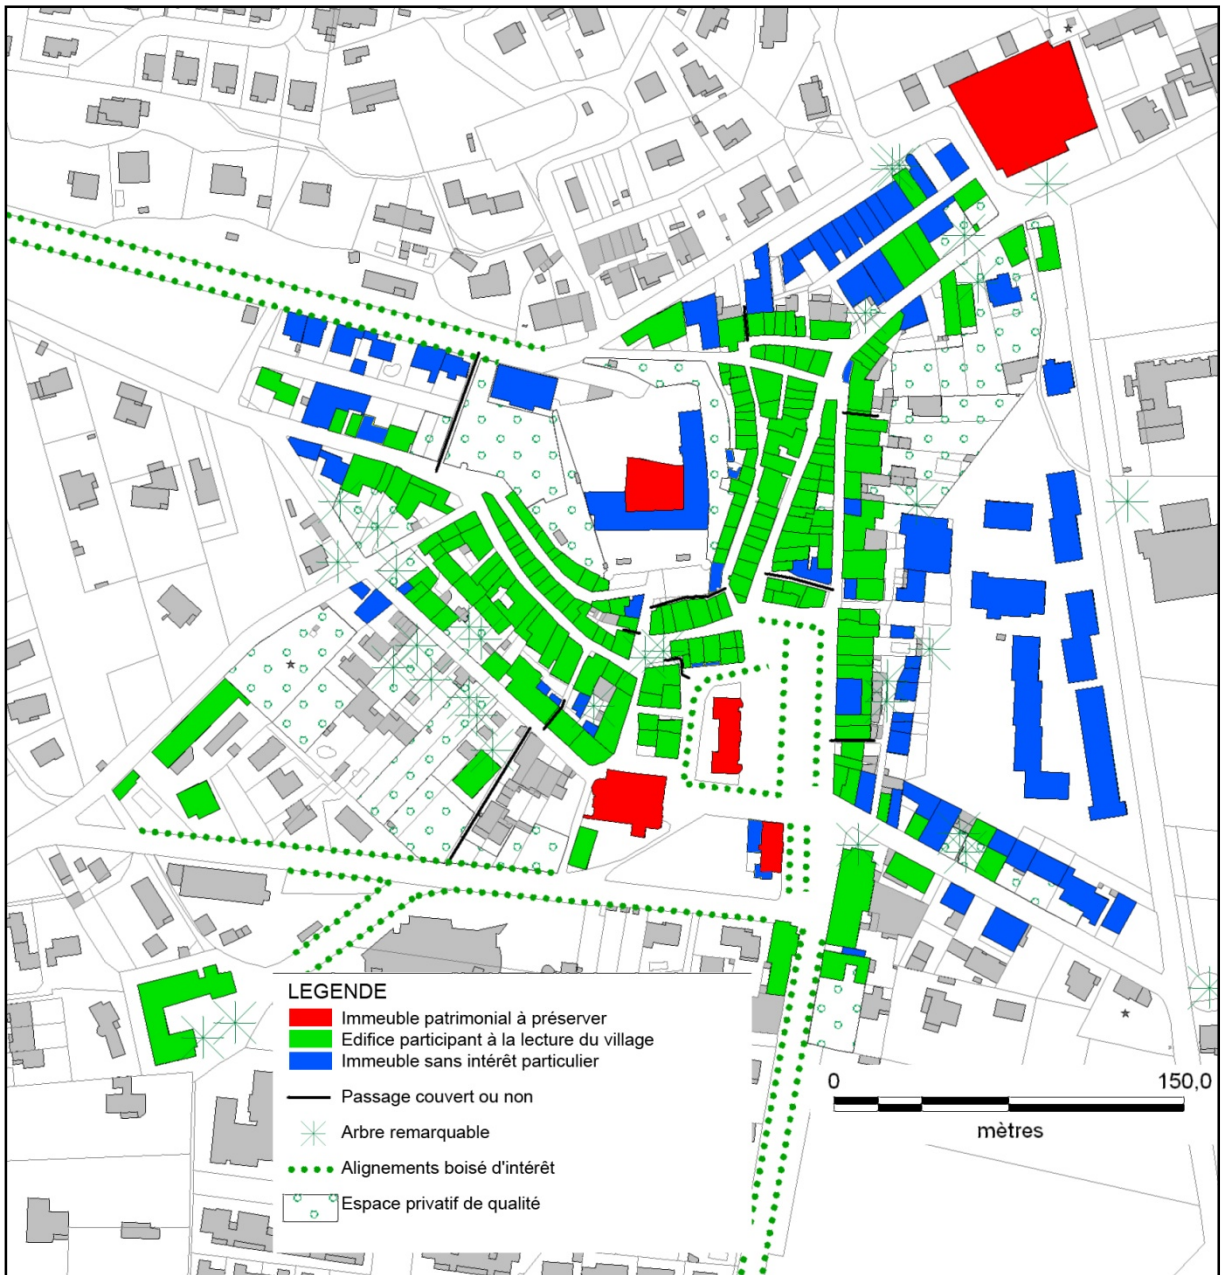 LEGENDE
Immeuble patrimonial à préserver
Edifice participant à la lecture du village
Immeuble sans intérêt particulier
Passage couvert ou non
Arbre remarquable
Alignements boisé d'intérêt
Espace privatif de qualité
0 150,0
mètres